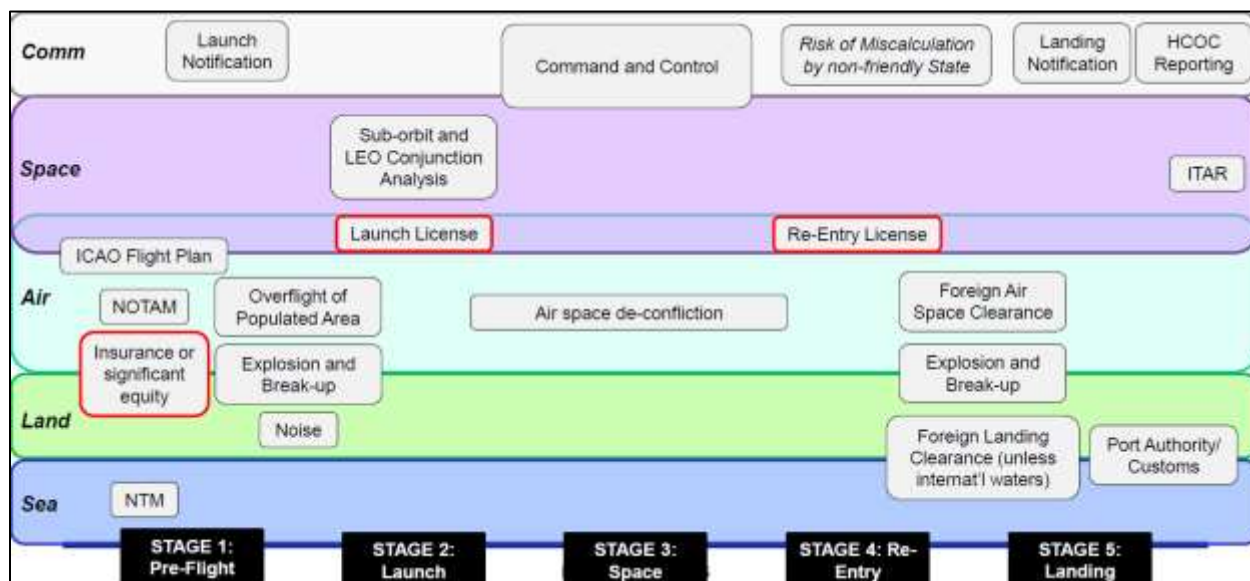 Comm
Launch
Notification
Command and Control
Risk of Miscalculation
by non-friendly State
Landing
Notification
HCOC
Reporting
Space
Sub-orbit and
LEO Conjunction
Analysis
ITAR
Launch License
Re-Entry License
ICAO Flight Plan
Air
NOTAM
Overflight of
Populated Area
Air space de-confliction
Foreign Air
Space Clearance
Insurance or
significant
equity
Explosion and
Break-up
Explosion and
Break-up
Land
Noise
Foreign Landing
Clearance (unless
internat'l waters)
Port Authority/
Customs
Sea
NTM
STAGE 1:
Pre-Flight
STAGE 2:
Launch
STAGE 3:
Space
STAGE 4: Re-
Entry
STAGE 5:
Landing